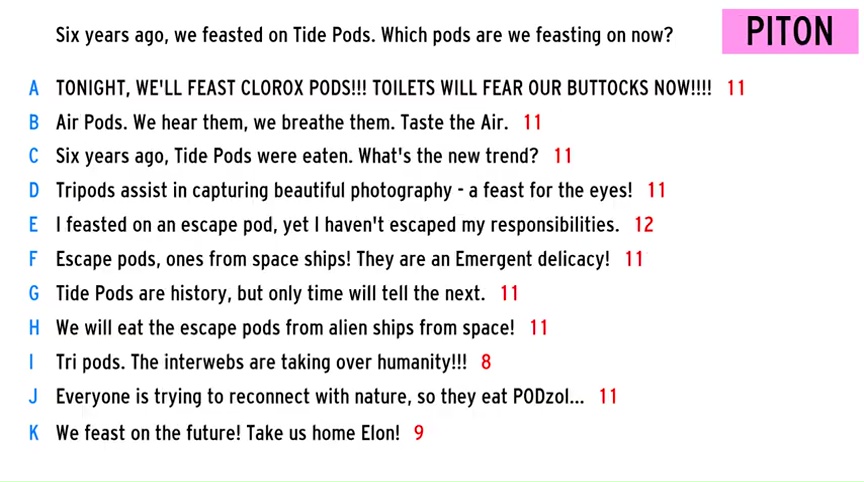 Six years ago, we feasted on Tide Pods. Which pods are we feasting on now?
PITON
A TONIGHT, WE'LL FEAST CLOROX PODS!!! TOILETS WILL FEAR OUR BUTTOCKS NOW!!!! 11
B Air Pods. We hear them, we breathe them. Taste the Air. 11
C Six years ago, Tide Pods were eaten. What's the new trend? 11
D Tripods assist in capturing beautiful photography - a feast for the eyes! 11
E I feasted on an escape pod, yet I haven't escaped my responsibilities. 12
F Escape pods, ones from space ships! They are an Emergent delicacy! 11
G Tide Pods are history, but only time will tell the next. 11
H We will eat the escape pods from alien ships from space! 11
I Tri pods. The interwebs are taking over humanity!!! 8
J Everyone is trying to reconnect with nature, so they eat PODzol... 11
K We feast on the future! Take us home Elon! 9